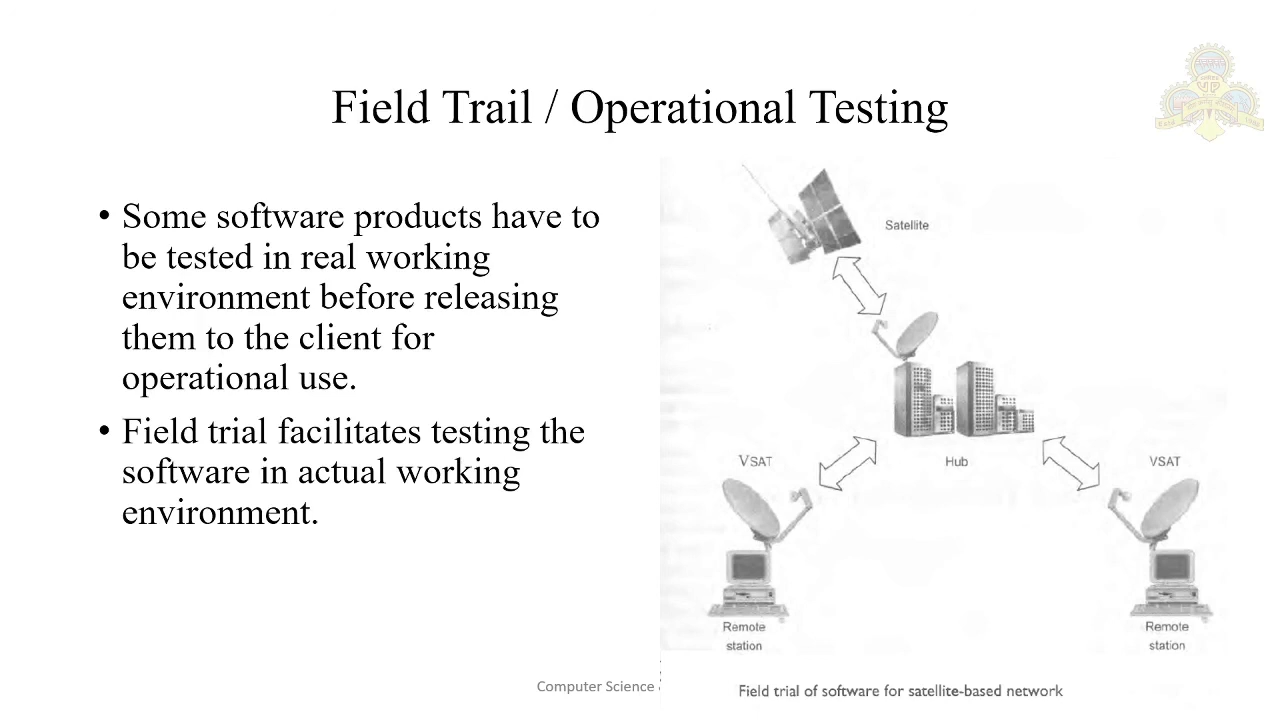 Field Trail / Operational Testing
• Some software products have to
be tested in real working
environment before releasing
them to the client for
operational use.
• Field trial facilitates testing the
software in actual working
environment.
Satellite
VSAT
Hub
VSAT
Remote
station
Remote
station
Computer Science
Field trial of software for satellite-based network